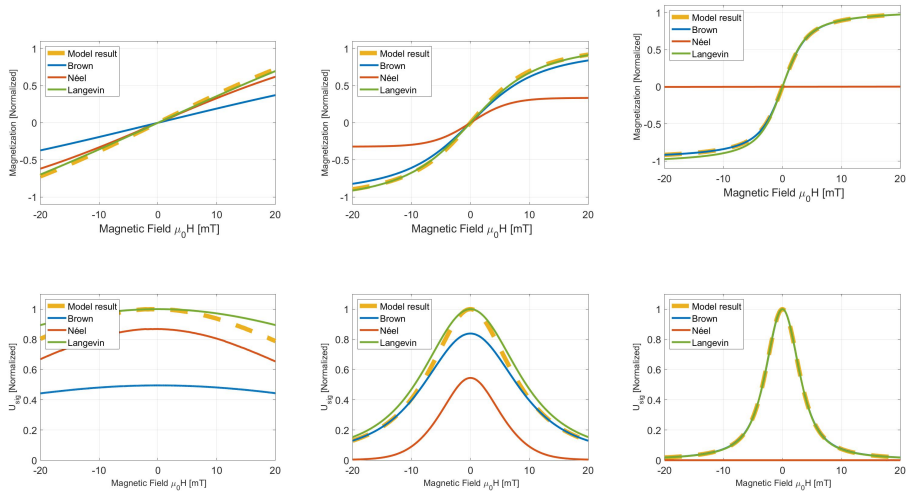 Magnetization [Normalized]
1
0.5
0
-0.5
-1
Model result
Brown
Néel
Langevin
-20 -10 0 10 20
Magnetic Field μ0H [mT]
Magnetization [Normalized]
1
0.5
0
-0.5
-1
Model result
Brown
Néel
Langevin
-20 -10 0 10 20
Magnetic Field μ0H [mT]
Magnetization [Normalized]
1
0.5
0
-0.5
-1
Model result
Brown
Néel
Langevin
-20 -10 0 10 20
Magnetic Field μ0H [mT]
Usig [Normalized]
1
0.8
0.6
0.4
0.2
0
Model result
Brown
Néel
Langevin
-20 -10 0 10 20
Magnetic Field μ0H [mT]
Usig [Normalized]
1
0.8
0.6
0.4
0.2
0
Model result
Brown
Néel
Langevin
-20 -10 0 10 20
Magnetic Field μ0H [mT]
Usig [Normalized]
1
0.8
0.6
0.4
0.2
0
Model result
Brown
Néel
Langevin
-20 -10 0 10 20
Magnetic Field μ0H [mT]